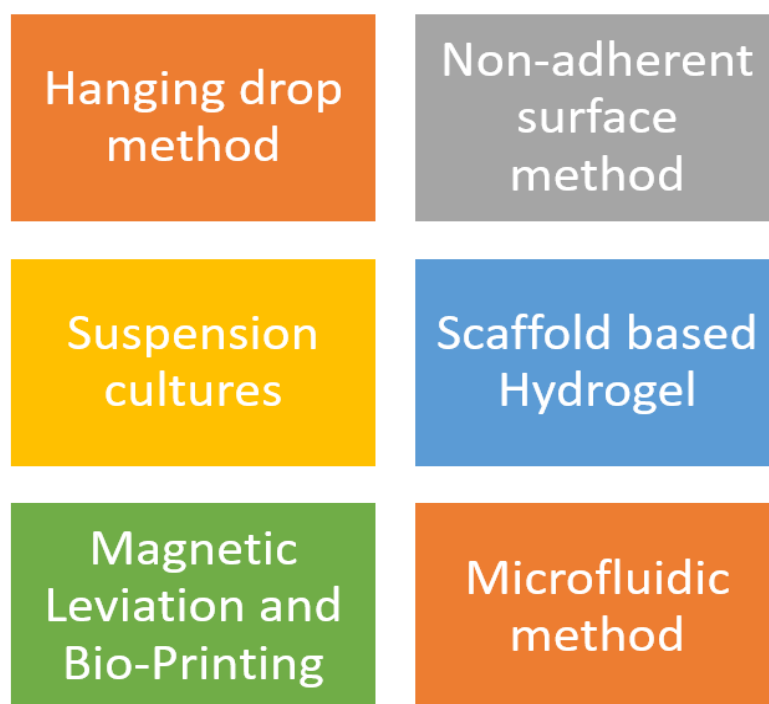 Hanging drop
method
Non-adherent
surface
method
Suspension
cultures
Scaffold based
Hydrogel
Magnetic
Leviation and
Bio-Printing
Microfluidic
method